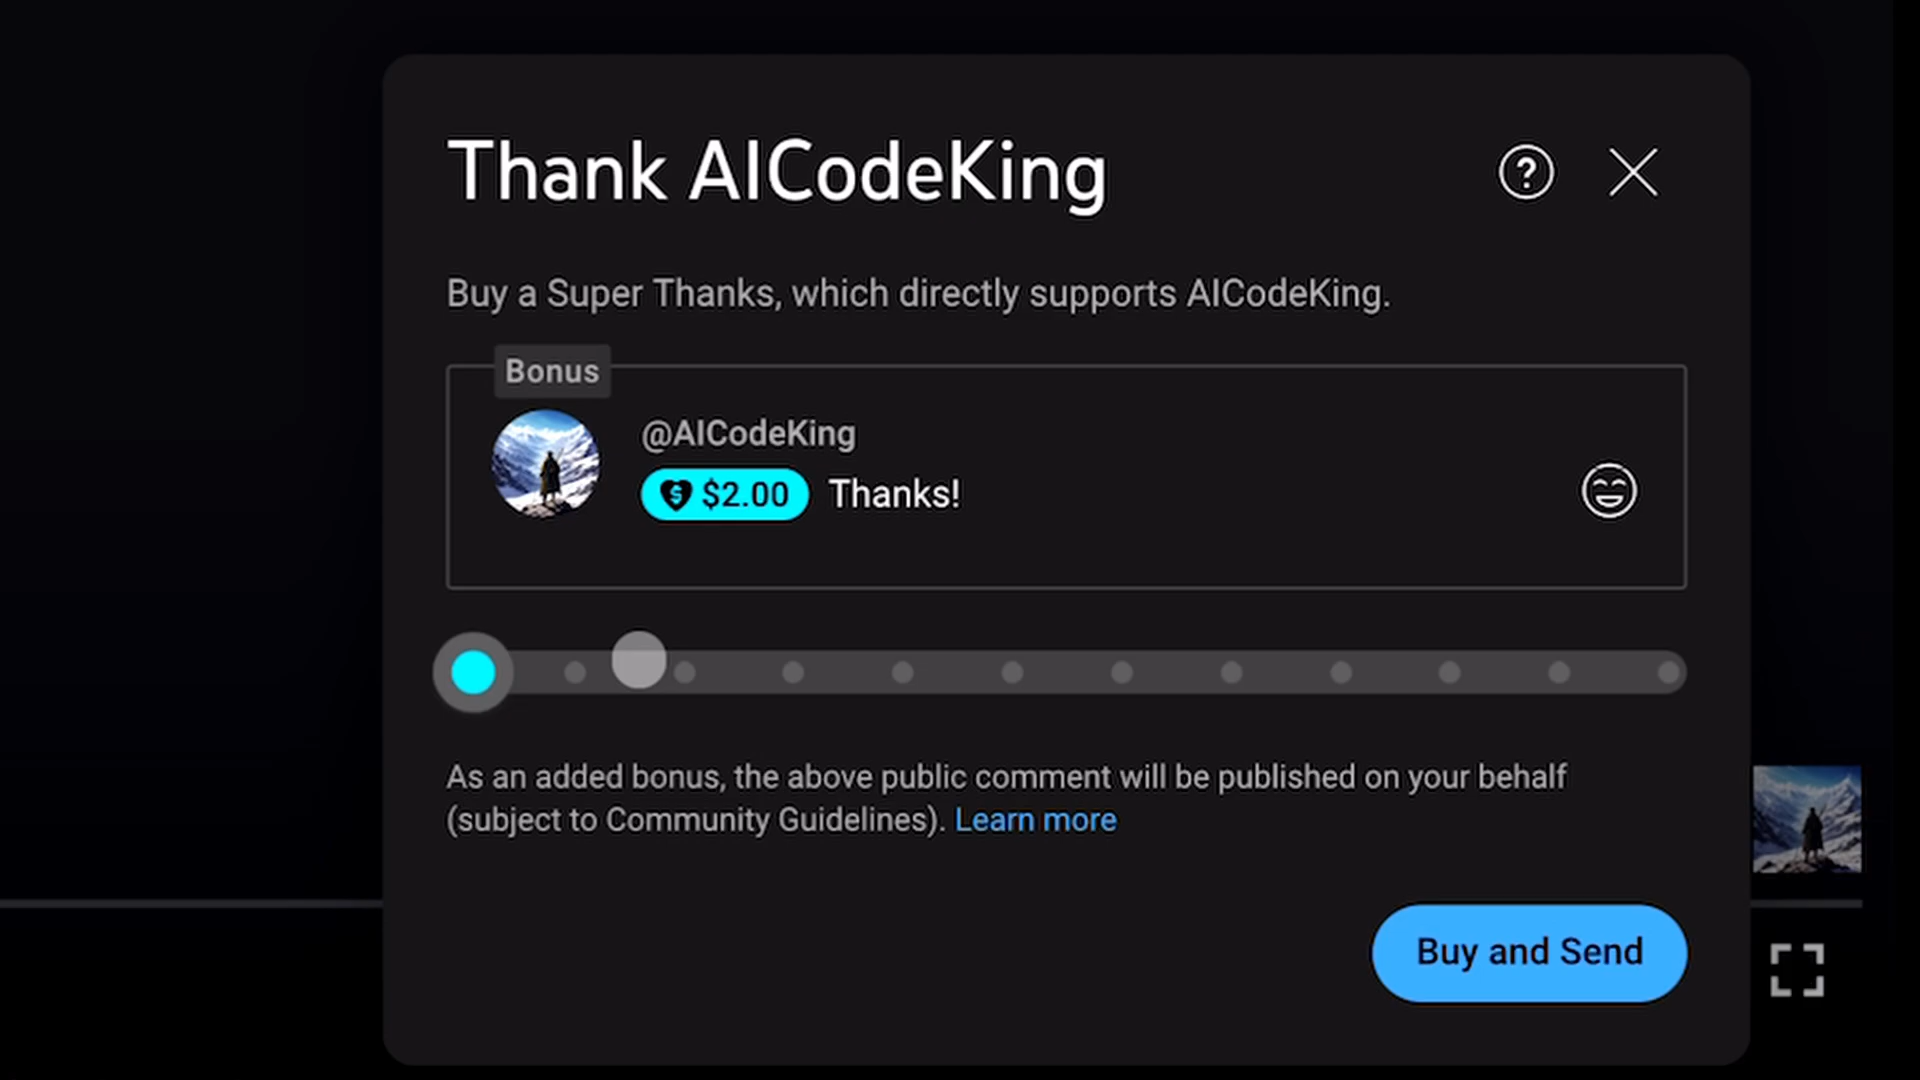 Thank AICodeKing
Buy a Super Thanks, which directly supports AICodeKing.
Bonus
@AICodeKing
$2.00 Thanks!
As an added bonus, the above public comment will be published on your behalf
(subject to Community Guidelines). Learn more
Buy and Send